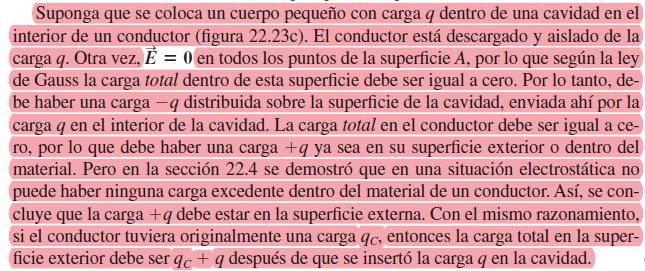 Suponga que se coloca un cuerpo pequeño con carga q dentro de una cavidad en el
interior de un conductor (figura 22.23c). El conductor está descargado y aislado de la
carga q. Otra vez, E⃗ = 0 en todos los puntos de la superficie A, por lo que según la ley
de Gauss la carga total dentro de esta superficie debe ser igual a cero. Por lo tanto, de-
be haber una carga −q distribuida sobre la superficie de la cavidad, enviada ahí por la
carga q en el interior de la cavidad. La carga total en el conductor debe ser igual a ce-
ro, por lo que debe haber una carga +q ya sea en su superficie exterior o dentro del
material. Pero en la sección 22.4 se demostró que en una situación electrostática no
puede haber ninguna carga excedente dentro del material de un conductor. Así, se con-
cluye que la carga +q debe estar en la superficie externa. Con el mismo razonamiento,
si el conductor tuviera originalmente una carga q_C, entonces la carga total en la super-
ficie exterior debe ser q_C + q después de que se insertó la carga q en la cavidad.